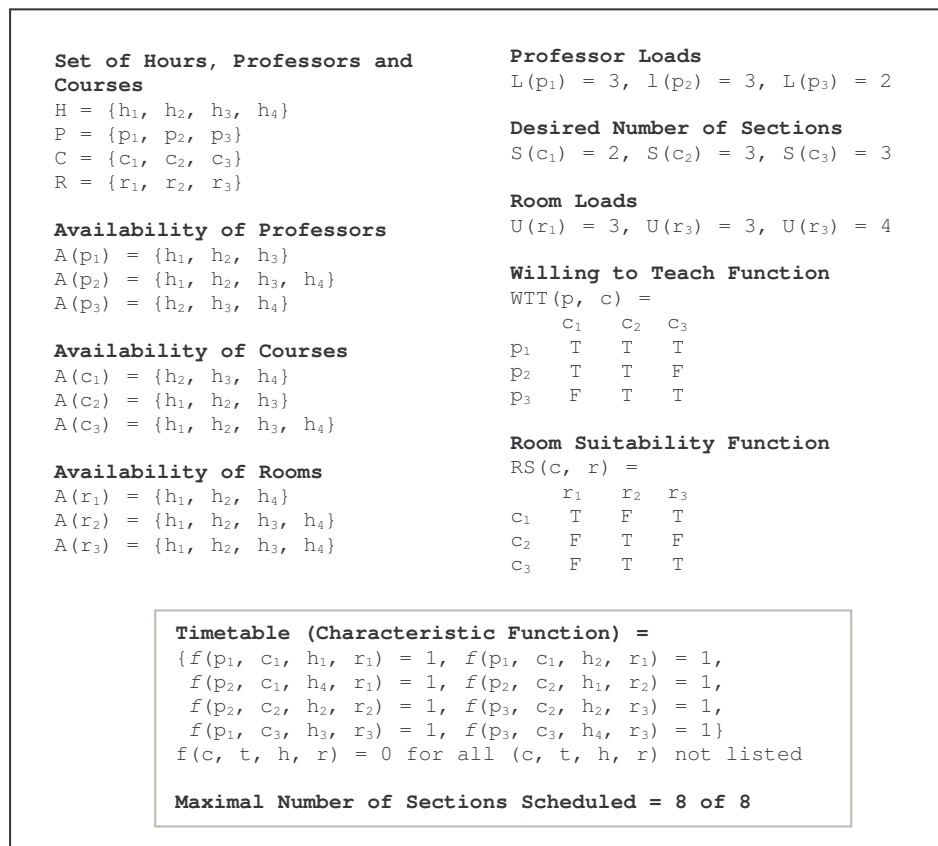 Set of Hours, Professors and
Courses
H = {h₁, h₂, h₃, h₄}
P = {p₁, p₂, p₃}
C = {c₁, c₂, c₃}
R = {r₁, r₂, r₃}
Availability of Professors
A(p₁) = {h₁, h₂, h₃}
A(p₂) = {h₁, h₂, h₃, h₄}
A(p₃) = {h₂, h₃, h₄}
Availability of Courses
A(c₁) = {h₂, h₃, h₄}
A(c₂) = {h₁, h₂, h₃}
A(c₃) = {h₁, h₂, h₃, h₄}
Availability of Rooms
A(r₁) = {h₁, h₂, h₄}
A(r₂) = {h₁, h₂, h₃, h₄}
A(r₃) = {h₁, h₂, h₃, h₄}
Professor Loads
L(p₁) = 3, l(p₂) = 3, L(p₃) = 2
Desired Number of Sections
S(c₁) = 2, S(c₂) = 3, S(c₃) = 3
Room Loads
U(r₁) = 3, U(r₃) = 3, U(r₃) = 4
Willing to Teach Function
WTT(p, c) =
c₁ c₂ c₃
p₁ T T T
p₂ T T F
p₃ F T T
Room Suitability Function
RS(c, r) =
r₁ r₂ r₃
c₁ T F T
c₂ F T F
c₃ F T T
Timetable (Characteristic Function) =
{f(p₁, c₁, h₁, r₁) = 1, f(p₁, c₁, h₂, r₁) = 1,
f(p₂, c₁, h₄, r₁) = 1, f(p₂, c₂, h₁, r₂) = 1,
f(p₂, c₂, h₂, r₂) = 1, f(p₃, c₂, h₂, r₃) = 1,
f(p₁, c₃, h₃, r₃) = 1, f(p₃, c₃, h₄, r₃) = 1}
f(c, t, h, r) = 0 for all (c, t, h, r) not listed
Maximal Number of Sections Scheduled = 8 of 8